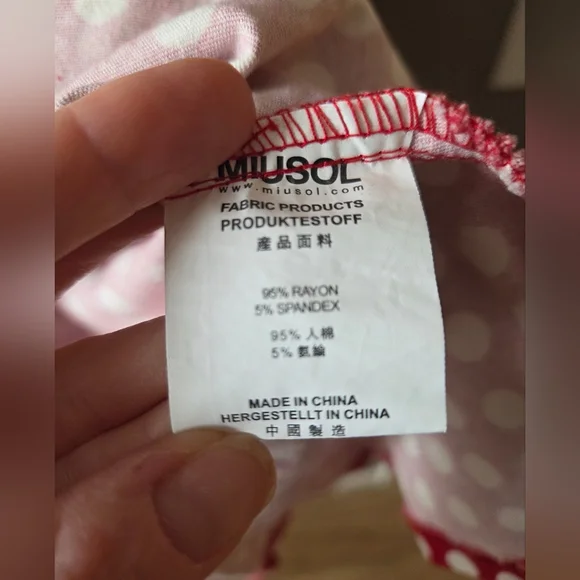 MIUSOL
www.miusol.com
FABRIC PRODUCTS
PRODUKTESTOFF
産品面料
95% RAYON
5% SPANDEX
95% 人棉
5% 氨綸
MADE IN CHINA
HERGESTELLT IN CHINA
中國製造